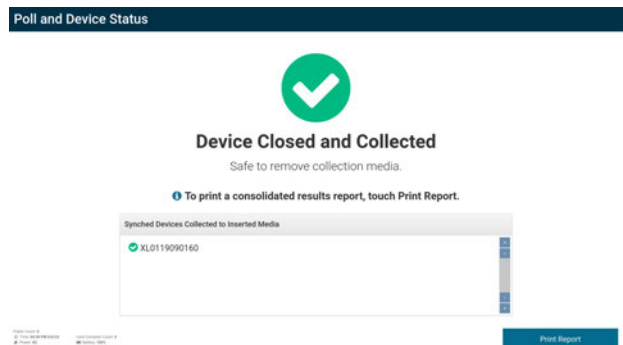 Poll and Device Status
Device Closed and Collected
Safe to remove collection media.
To print a consolidated results report, touch Print Report.
Synched Devices Collected to Inserted Media
XL0119090160
Print Report